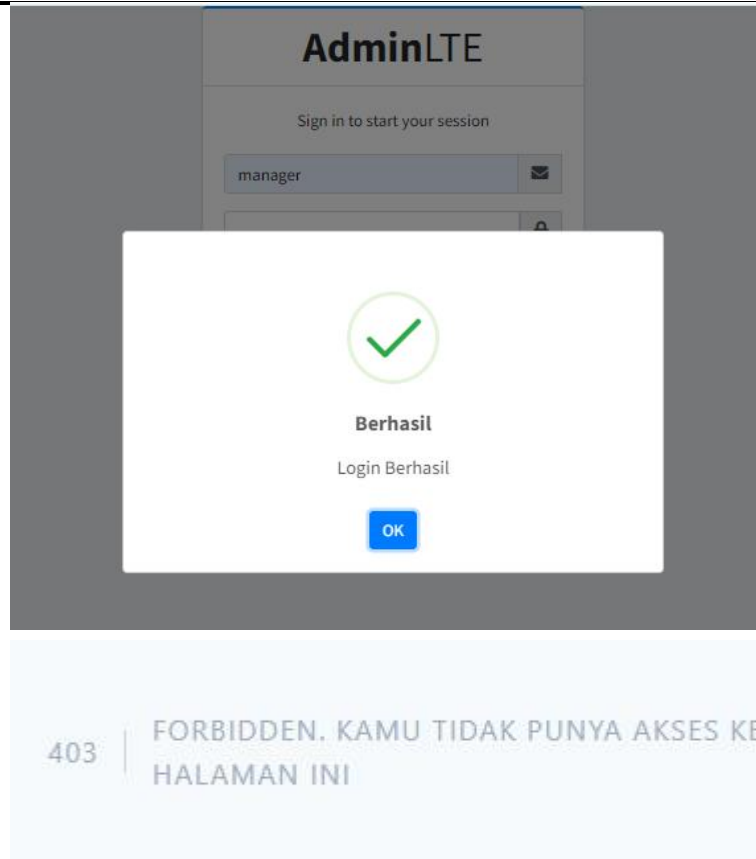 AdminLTE
Sign in to start your session
manager
Berhasil
Login Berhasil
OK
403
FORBIDDEN. KAMU TIDAK PUNYA AKSES KE
HALAMAN INI